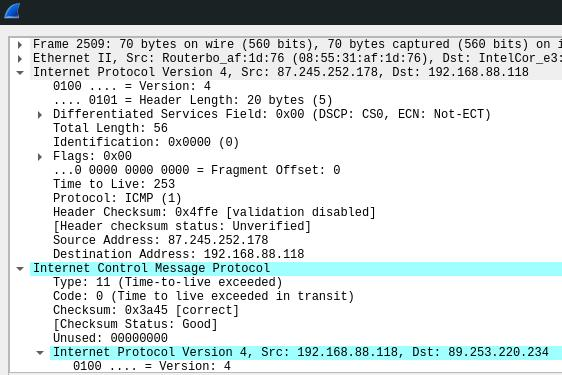 Frame 2509: 70 bytes on wire (560 bits), 70 bytes captured (560 bits) on i
Ethernet II, Src: Routerbo_af:1d:76 (08:55:31:af:1d:76), Dst: IntelCor_e3:
Internet Protocol Version 4, Src: 87.245.252.178, Dst: 192.168.88.118
0100 .... = Version: 4
.... 0101 = Header Length: 20 bytes (5)
Differentiated Services Field: 0x00 (DSCP: CS0, ECN: Not-ECT)
Total Length: 56
Identification: 0x0000 (0)
Flags: 0x00
...0 0000 0000 0000 = Fragment Offset: 0
Time to Live: 253
Protocol: ICMP (1)
Header Checksum: 0x4ffe [validation disabled]
[Header checksum status: Unverified]
Source Address: 87.245.252.178
Destination Address: 192.168.88.118
Internet Control Message Protocol
Type: 11 (Time-to-live exceeded)
Code: 0 (Time to live exceeded in transit)
Checksum: 0x3a45 [correct]
[Checksum Status: Good]
Unused: 00000000
Internet Protocol Version 4, Src: 192.168.88.118, Dst: 89.253.220.234
0100 .... = Version: 4